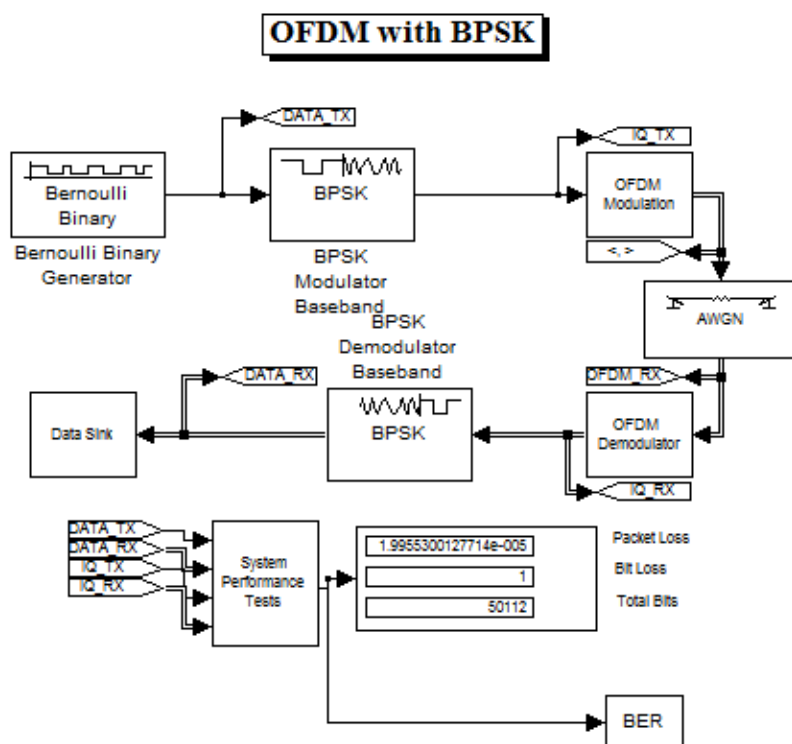 OFDM with BPSK
DATA_TX
IQ_TX
Bernoulli
Binary
Bernoulli Binary
Generator
BPSK
BPSK
Modulator
Baseband
OFDM
Modulation
<, >
AWGN
BPSK
Demodulator
Baseband
DATA_RX
OFDM_RX
Data Sink
BPSK
OFDM
Demodulator
IQ_RX
DATA_TX
DATA_RX
IQ_TX
IQ_RX
System
Performance
Tests
1.9955300127714e-005
Packet Loss
1
Bit Loss
50112
Total Bits
BER